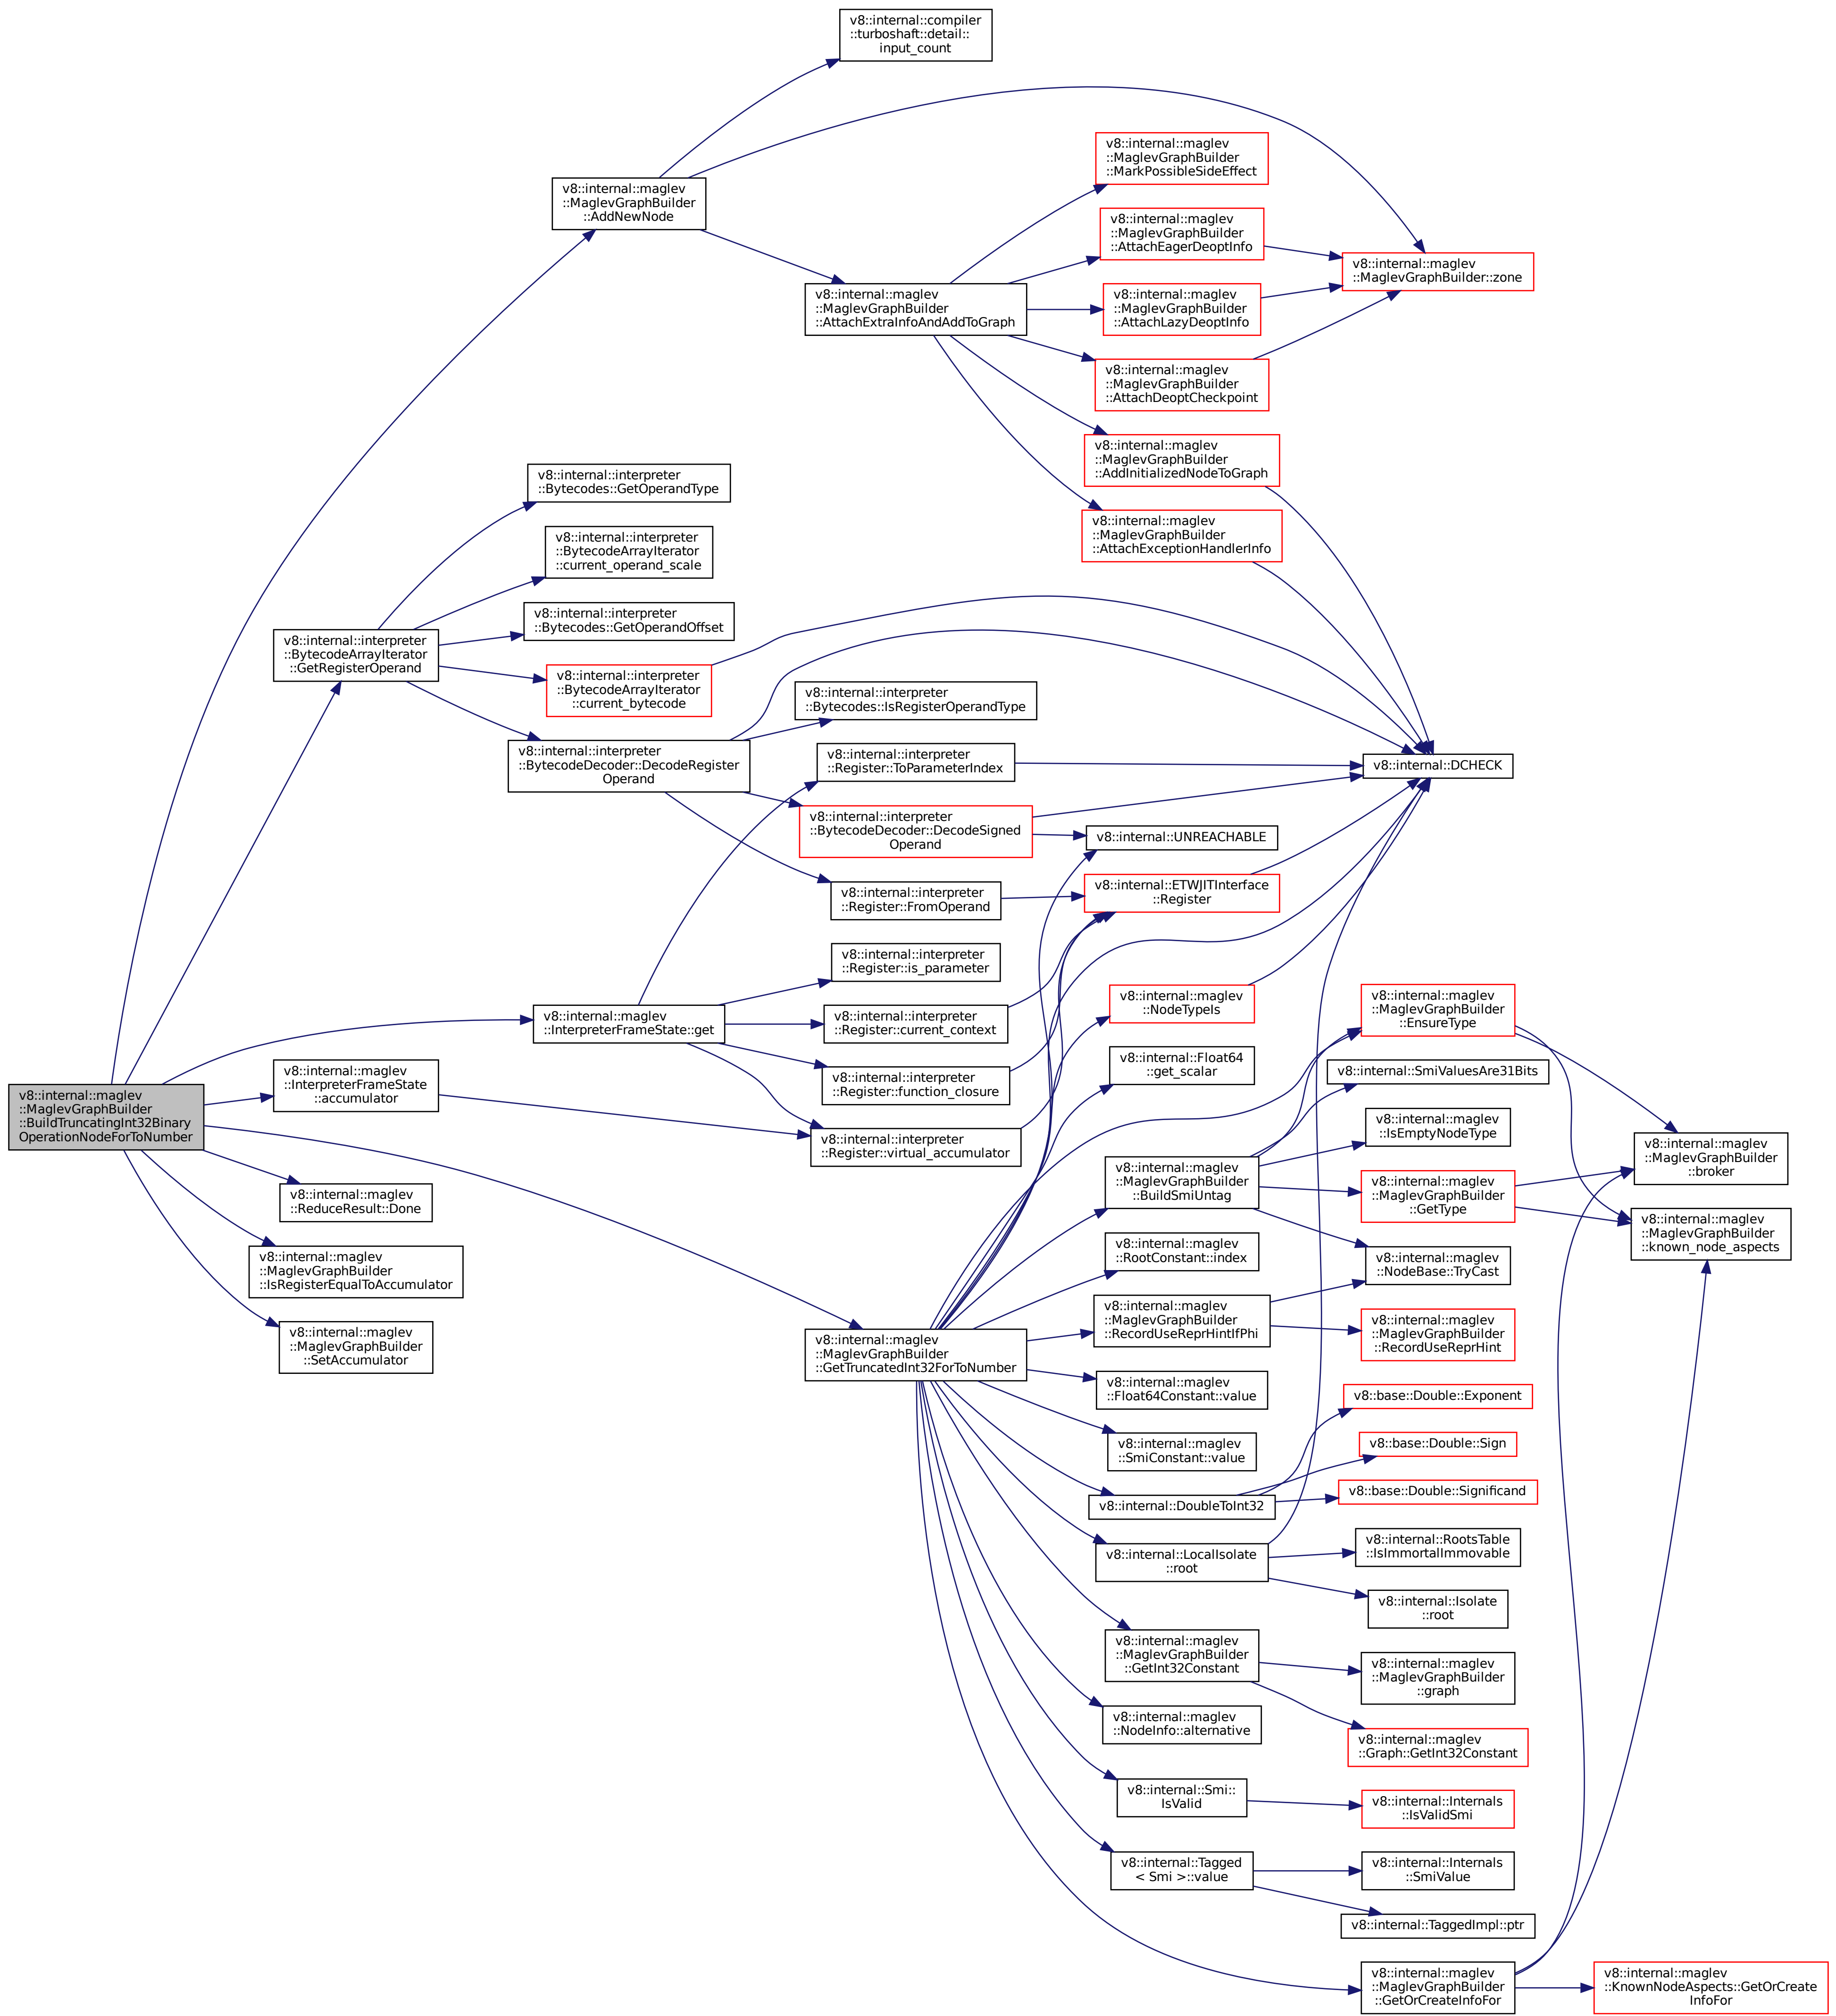 v8::internal::compiler
::turboshaft::detail::
input_count
v8::internal::maglev
::MaglevGraphBuilder
::MarkPossibleSideEffect
v8::internal::maglev
::MaglevGraphBuilder
::AddNewNode
v8::internal::maglev
::MaglevGraphBuilder
::AttachEagerDeoptInfo
v8::internal::maglev
::MaglevGraphBuilder::zone
v8::internal::maglev
::MaglevGraphBuilder
::AttachExtraInfoAndAddToGraph
v8::internal::maglev
::MaglevGraphBuilder
::AttachLazyDeoptInfo
v8::internal::maglev
::MaglevGraphBuilder
::AttachDeoptCheckpoint
v8::internal::maglev
::MaglevGraphBuilder
::AddInitializedNodeToGraph
v8::internal::interpreter
::Bytecodes::GetOperandType
v8::internal::maglev
::MaglevGraphBuilder
::AttachExceptionHandlerInfo
v8::internal::interpreter
::BytecodeArrayIterator
::current_operand_scale
v8::internal::interpreter
::Bytecodes::GetOperandOffset
v8::internal::interpreter
::BytecodeArrayIterator
::GetRegisterOperand
v8::internal::interpreter
::BytecodeArrayIterator
::current_bytecode
v8::internal::interpreter
::Bytecodes::IsRegisterOperandType
v8::internal::interpreter
::BytecodeDecoder::DecodeRegister
Operand
v8::internal::interpreter
::Register::ToParameterIndex
v8::internal::DCHECK
v8::internal::interpreter
::BytecodeDecoder::DecodeSigned
Operand
v8::internal::UNREACHABLE
v8::internal::interpreter
::Register::FromOperand
v8::internal::ETWJITInterface
::Register
v8::internal::interpreter
::Register::is_parameter
v8::internal::maglev
::InterpreterFrameState::get
v8::internal::interpreter
::Register::current_context
v8::internal::maglev
::NodeTypeIs
v8::internal::maglev
::MaglevGraphBuilder
::EnsureType
v8::internal::Float64
::get_scalar
v8::internal::SmiValuesAre31Bits
v8::internal::maglev
::InterpreterFrameState
::accumulator
v8::internal::interpreter
::Register::function_closure
v8::internal::maglev
::MaglevGraphBuilder
::BuildTruncatingInt32Binary
OperationNodeForToNumber
v8::internal::interpreter
::Register::virtual_accumulator
v8::internal::maglev
::IsEmptyNodeType
v8::internal::maglev
::MaglevGraphBuilder
::broker
v8::internal::maglev
::MaglevGraphBuilder
::BuildSmiUntag
v8::internal::maglev
::MaglevGraphBuilder
::GetType
v8::internal::maglev
::ReduceResult::Done
v8::internal::maglev
::MaglevGraphBuilder
::known_node_aspects
v8::internal::maglev
::RootConstant::index
v8::internal::maglev
::NodeBase::TryCast
v8::internal::maglev
::MaglevGraphBuilder
::IsRegisterEqualToAccumulator
v8::internal::maglev
::MaglevGraphBuilder
::RecordUseReprHintIfPhi
v8::internal::maglev
::MaglevGraphBuilder
::RecordUseReprHint
v8::internal::maglev
::MaglevGraphBuilder
::SetAccumulator
v8::internal::maglev
::MaglevGraphBuilder
::GetTruncatedInt32ForToNumber
v8::internal::maglev
::Float64Constant::value
v8::base::Double::Exponent
v8::internal::maglev
::SmiConstant::value
v8::base::Double::Sign
v8::base::Double::Significand
v8::internal::DoubleToInt32
v8::internal::LocalIsolate
::root
v8::internal::RootsTable
::IsImmortalImmovable
v8::internal::Isolate
::root
v8::internal::maglev
::MaglevGraphBuilder
::GetInt32Constant
v8::internal::maglev
::MaglevGraphBuilder
::graph
v8::internal::maglev
::NodeInfo::alternative
v8::internal::maglev
::Graph::GetInt32Constant
v8::internal::Smi::
IsValid
v8::internal::Internals
::IsValidSmi
v8::internal::Tagged
< Smi >::value
v8::internal::Internals
::SmiValue
v8::internal::TaggedImpl::ptr
v8::internal::maglev
::MaglevGraphBuilder
::GetOrCreateInfoFor
v8::internal::maglev
::KnownNodeAspects::GetOrCreate
InfoFor